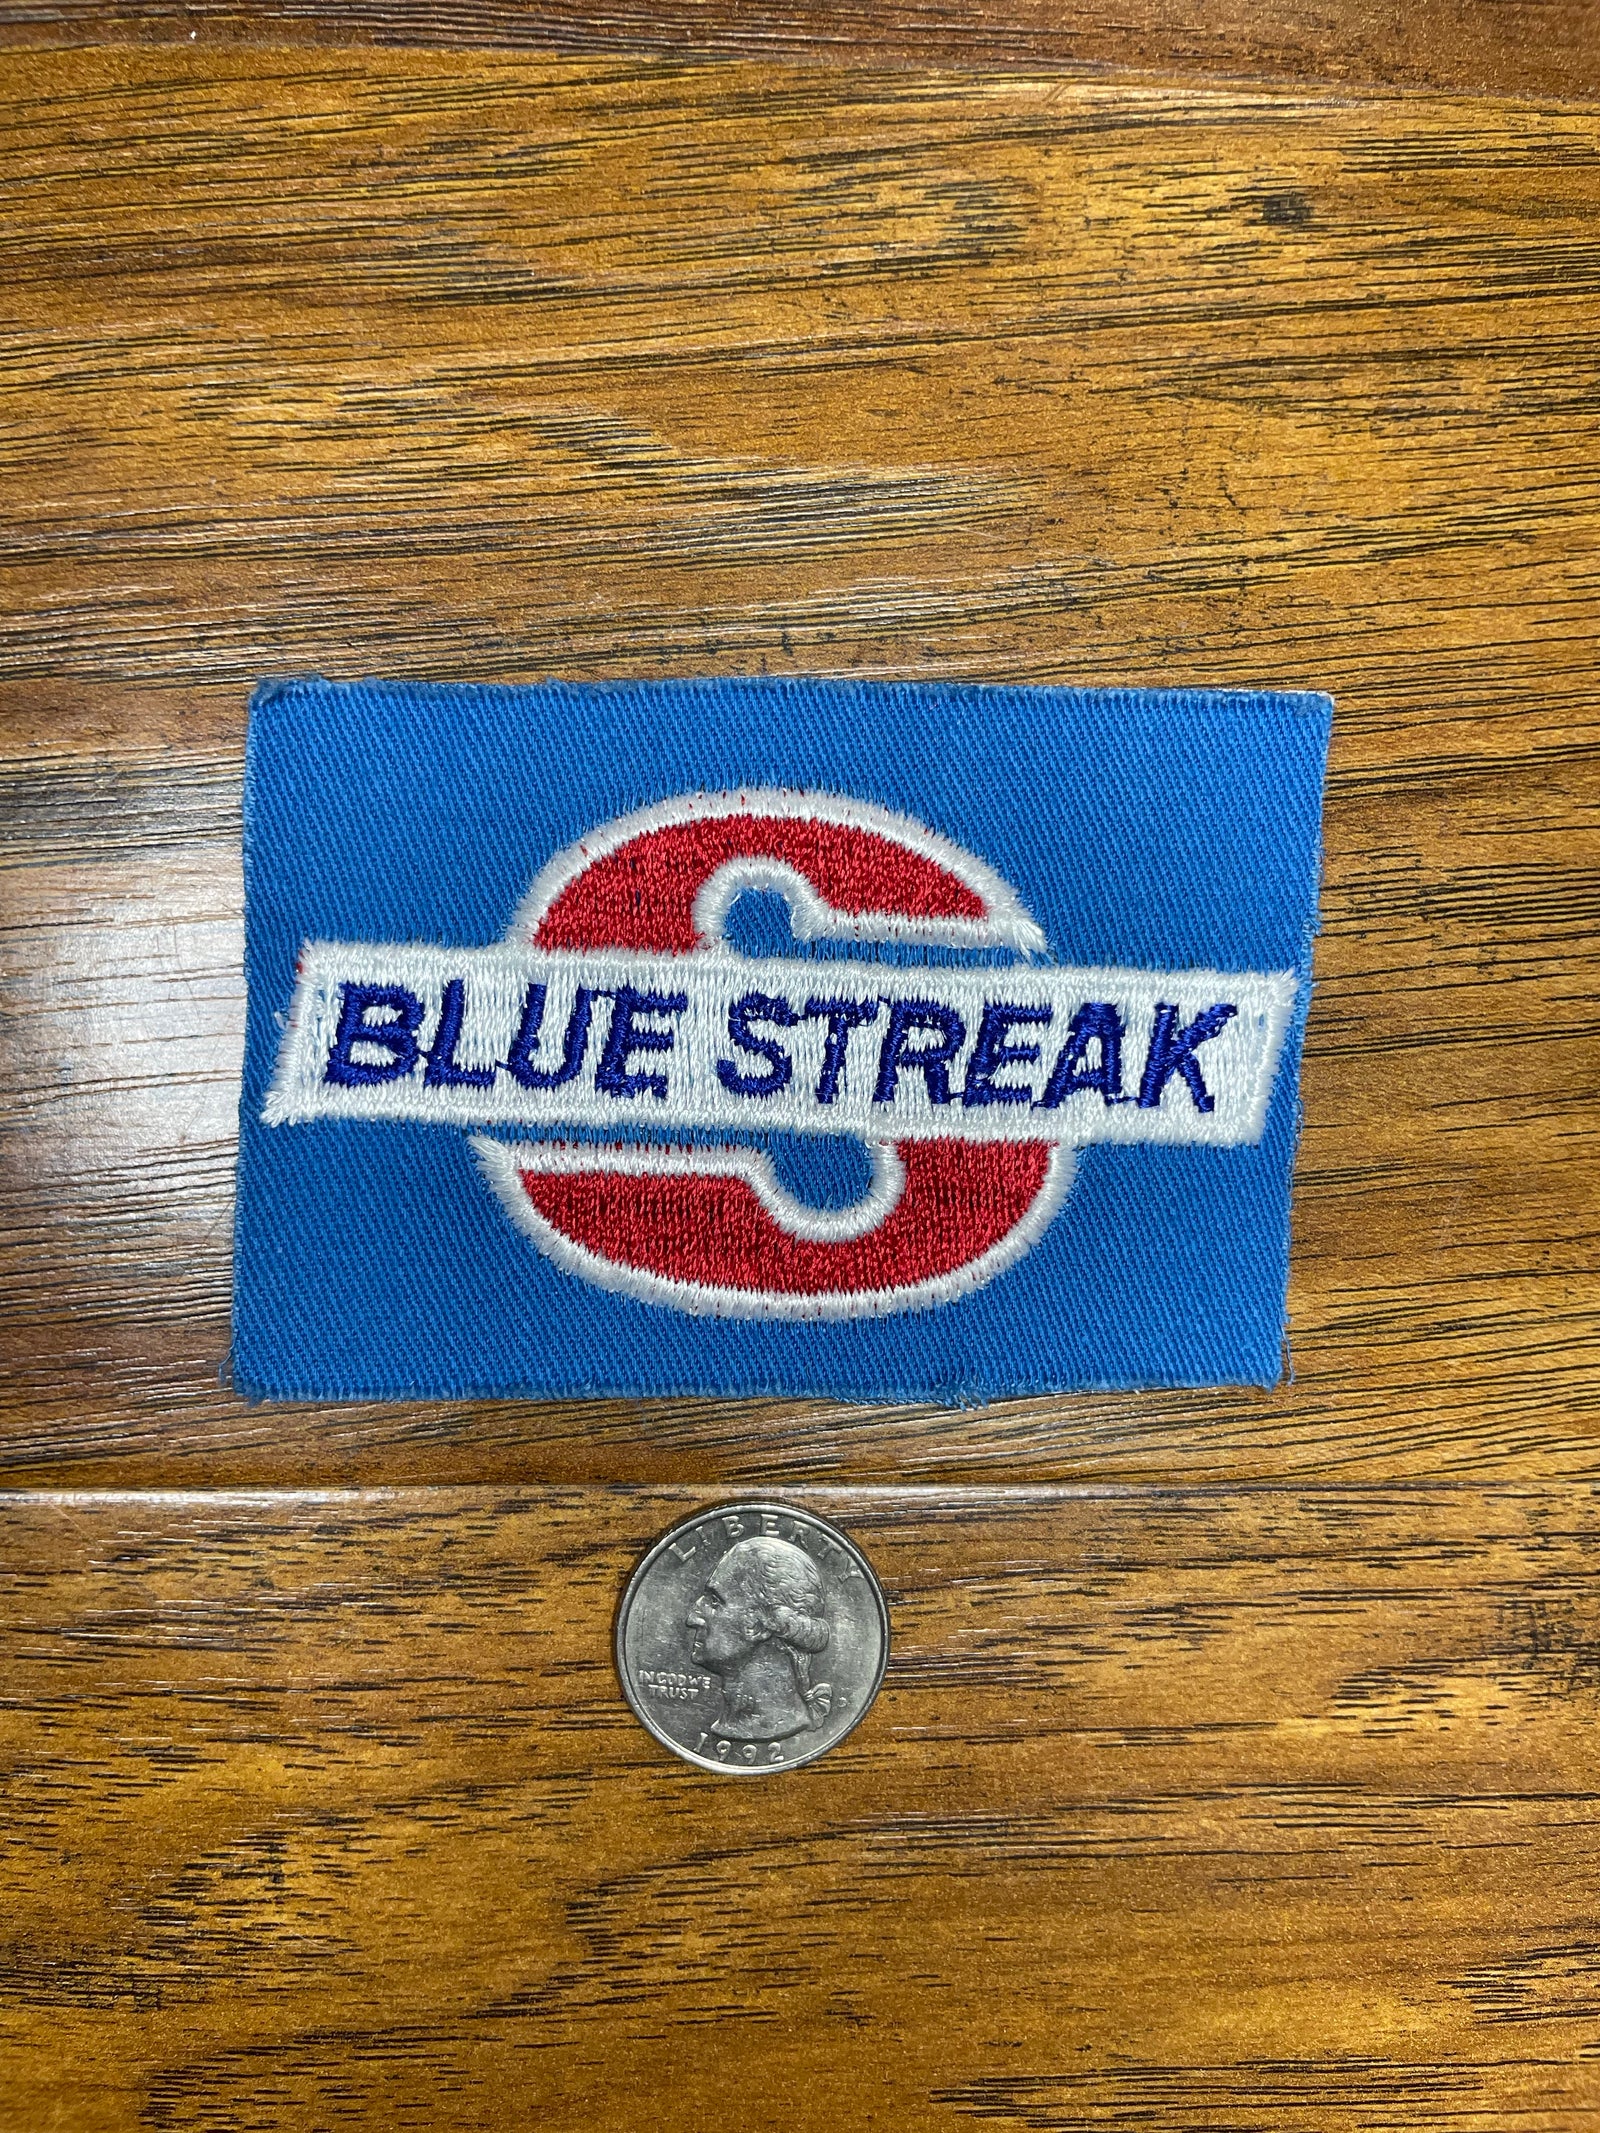 BLUE STREAK
LIBERTY
IN GOD WE
TRUST
D
1992